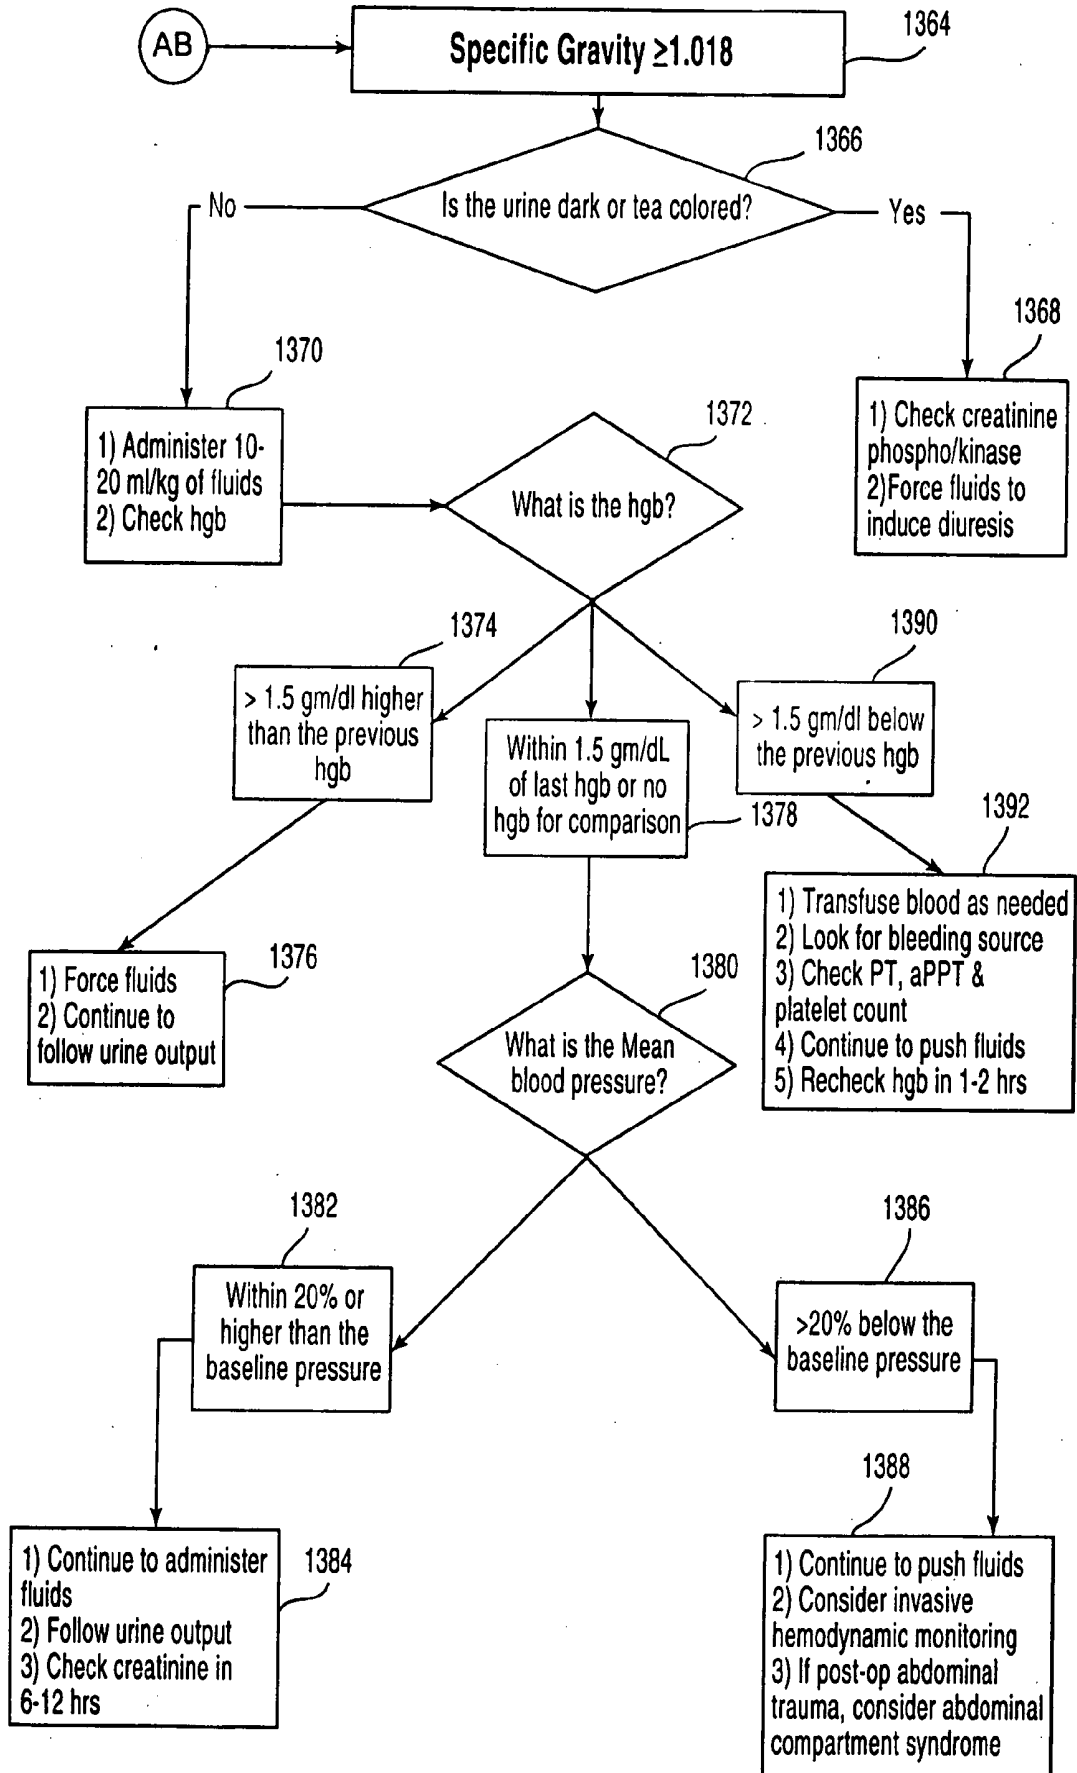 AB
Specific Gravity ≥1.018
1364
1366
Is the urine dark or tea colored?
No
Yes
1368
1) Check creatinine
phospho/kinase
2)Force fluids to
induce diuresis
1370
1) Administer 10-
20 ml/kg of fluids
2) Check hgb
1372
What is the hgb?
1374
> 1.5 gm/dl higher
than the previous
hgb
1376
1) Force fluids
2) Continue to
follow urine output
Within 1.5 gm/dL
of last hgb or no
hgb for comparison
1378
1390
> 1.5 gm/dl below
the previous hgb
1392
1) Transfuse blood as needed
2) Look for bleeding source
3) Check PT, aPPT &
platelet count
4) Continue to push fluids
5) Recheck hgb in 1-2 hrs
1380
What is the Mean
blood pressure?
1382
Within 20% or
higher than the
baseline pressure
1384
1) Continue to administer
fluids
2) Follow urine output
3) Check creatinine in
6-12 hrs
1386
>20% below the
baseline pressure
1388
1) Continue to push fluids
2) Consider invasive
hemodynamic monitoring
3) If post-op abdominal
trauma, consider abdominal
compartment syndrome